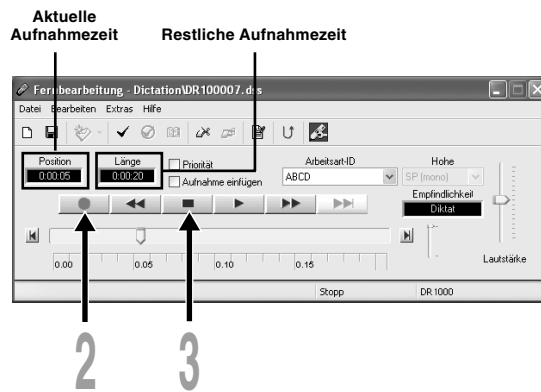 Aktuelle
Aufnahmezeit
Restliche Aufnahmezeit
Fernbearbeitung - Dictation\DR100007.dss
Datei Bearbeiten Extras Hilfe
Position Länge Priorität Arbeitsart-ID Hohe
0:00:05 0:00:20 Aufnahme einfügen ABCD SP (mono)
Empfindlichkeit
Diktat
0.00 0.05 0.10 0.15 Lautstärke
Stopp DR1000
2 3